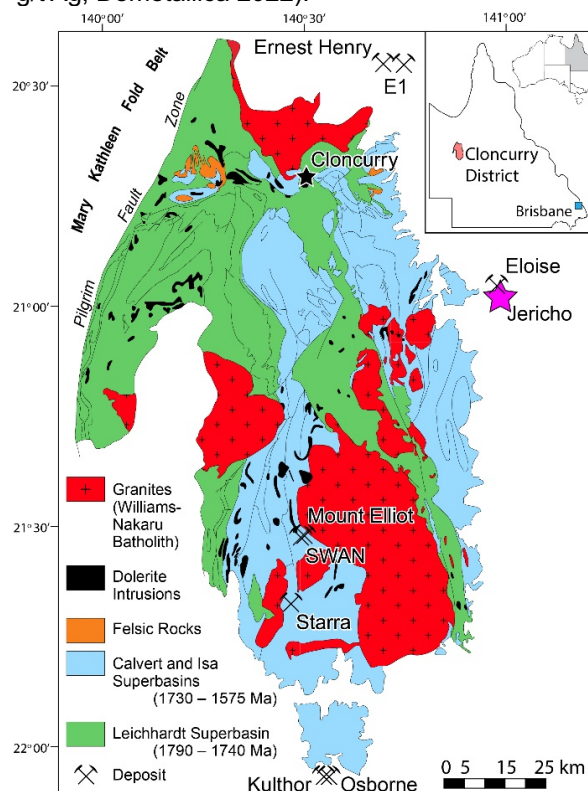 g/t Ag; Demetallica 2022).
140°00'
140°30'
141°00'
20°30'
21°00'
21°30'
22°00'
Ernest Henry
E1
Mary Kathleen Fold Belt
Pilgrim Fault Zone
Cloncurry
Cloncurry
District
Brisbane
Eloise
Jericho
Mount Elliot
SWAN
Starra
Granites
(Williams-
Nakaru
Batholith)
Dolerite
Intrusions
Felsic Rocks
Calvert and Isa
Superbasins
(1730 – 1575 Ma)
Leichhardt Superbasin
(1790 – 1740 Ma)
Deposit
Kulthor Osborne
0 5 15 25 km